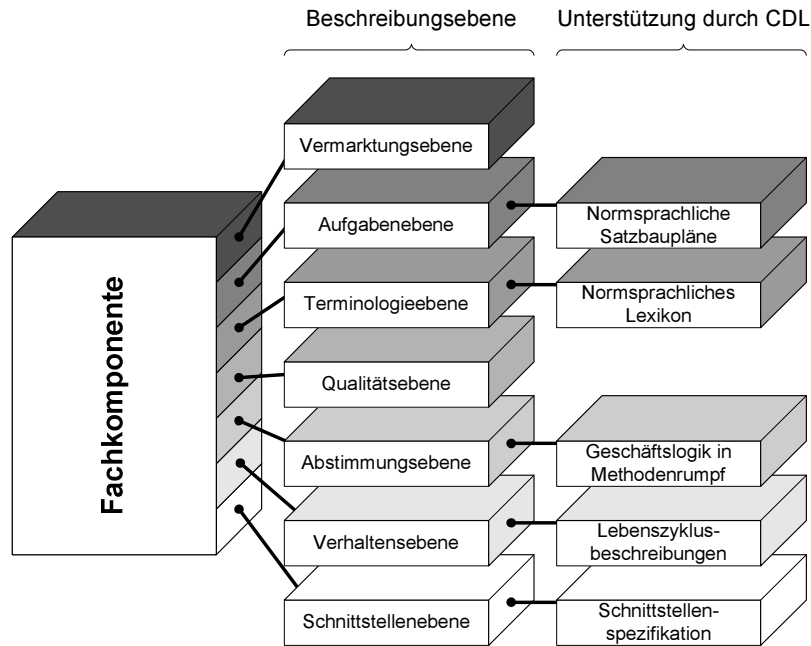 Beschreibungsebene
Unterstützung durch CDL
Fachkomponente
Vermarktungsebene
Aufgabenebene
Normsprachliche
Satzbaupläne
Terminologieebene
Normsprachliches
Lexikon
Qualitätsebene
Abstimmungsebene
Geschäftslogik in
Methodenrumpf
Verhaltensebene
Lebenszyklus-
beschreibungen
Schnittstellenebene
Schnittstellen-
spezifikation